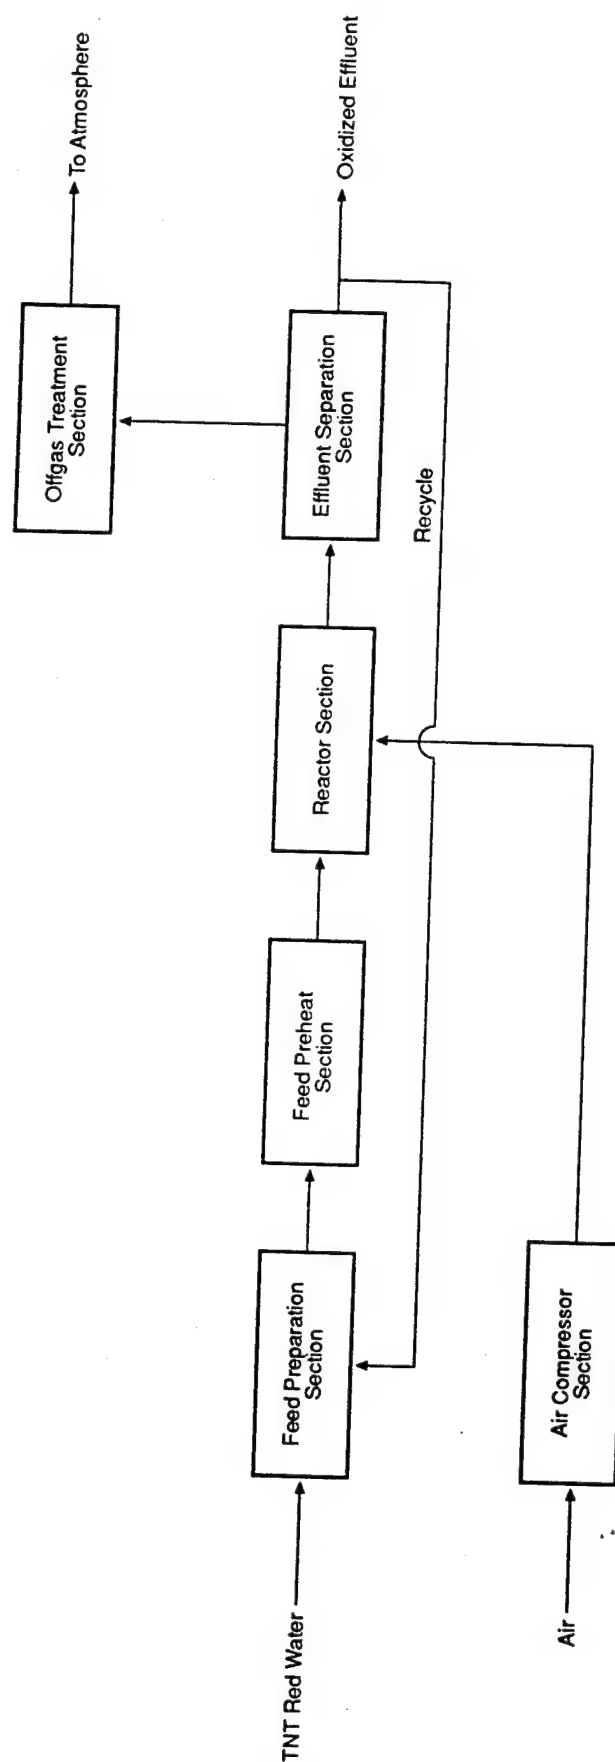 To Atmosphere
Offgas Treatment
Section
Oxidized Effluent
Effluent Separation
Section
Recycle
Reactor Section
Feed Preheat
Section
Feed Preparation
Section
TNT Red Water
Air Compressor
Section
Air